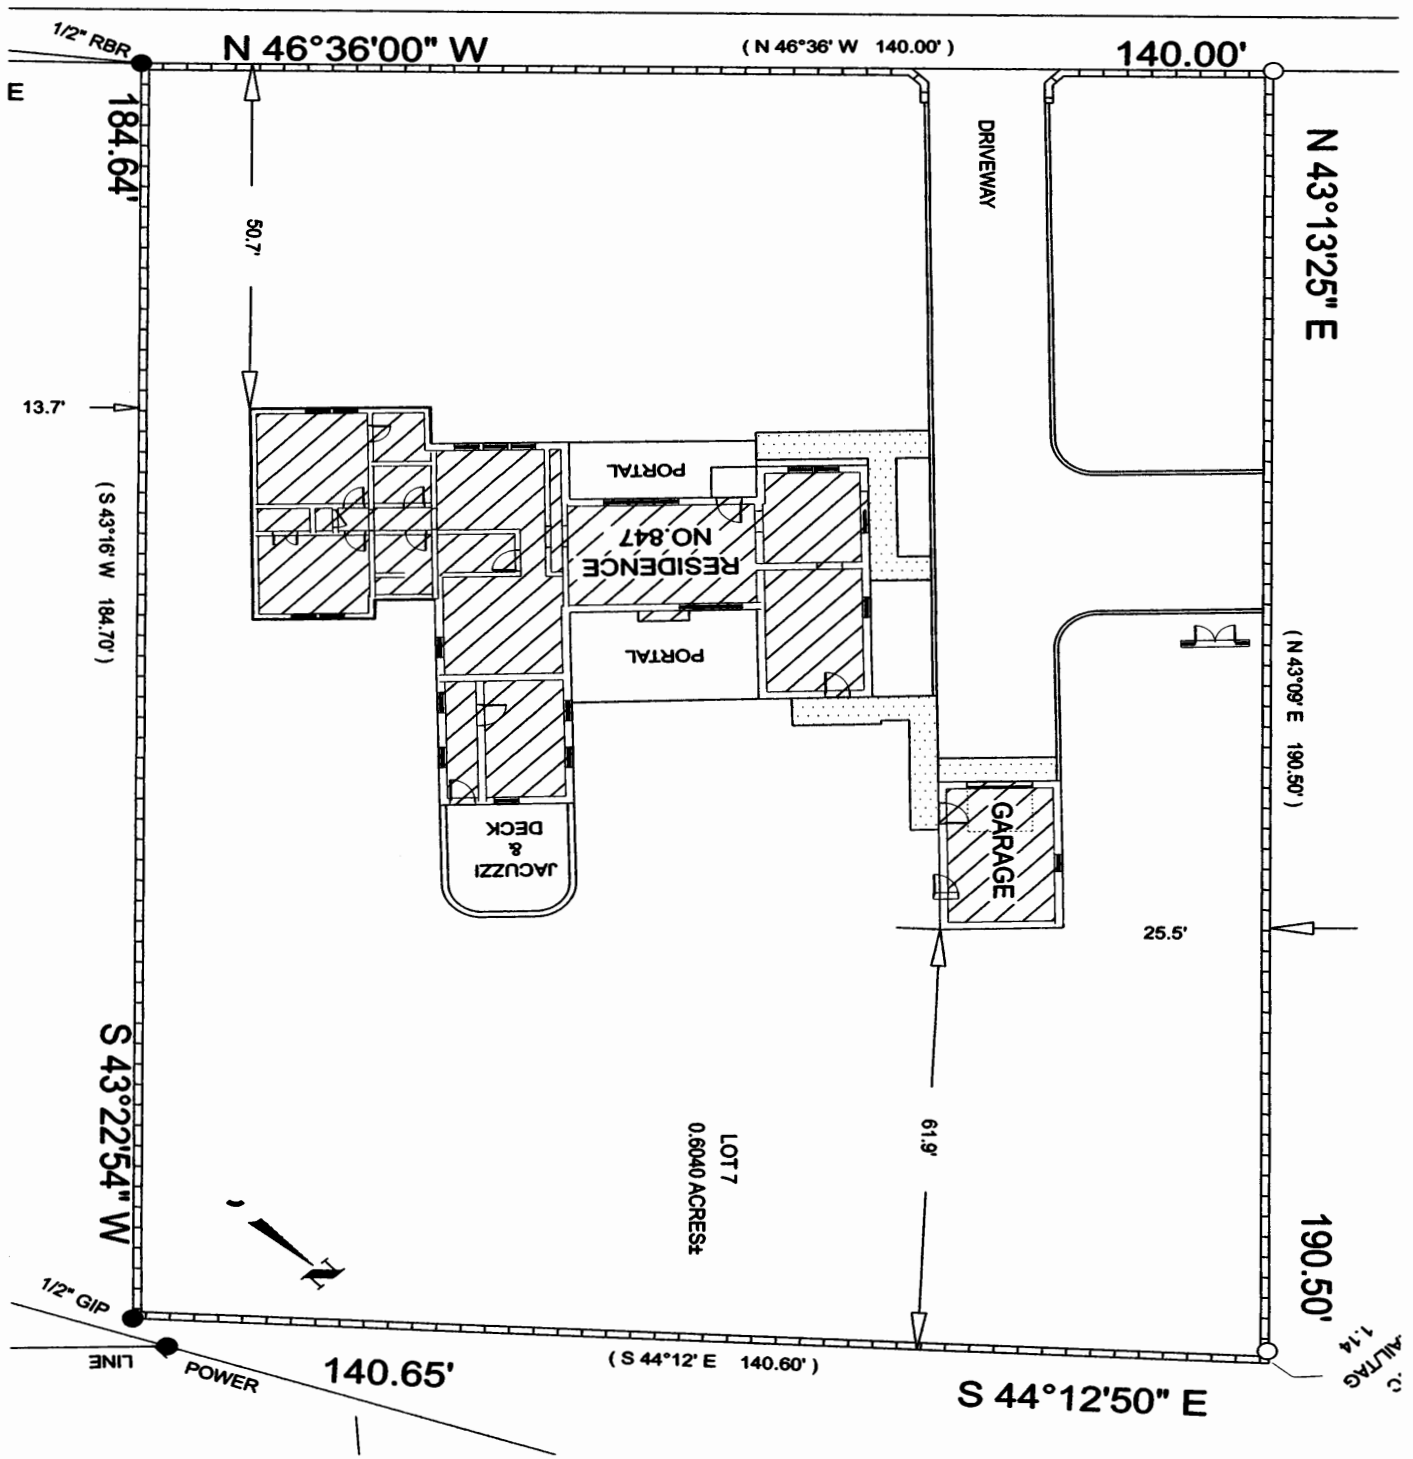 1/2" RBR
N 46°36'00" W
( N 46°36' W 140.00' )
140.00'
E
184.64'
DRIVEWAY
N 43°13'25" E
50.7'
13.7'
PORTAL
RESIDENCE
NO.847
PORTAL
( S 43°16' W 184.70' )
( N 43°09' E 190.50' )
JACUZZI
&
DECK
GARAGE
25.5'
61.9'
LOT 7
0.6040 ACRES±
S 43°22'54" W
N
190.50'
1/2" GIP
LINE
POWER
140.65'
( S 44°12' E 140.60' )
S 44°12'50" E
1.14